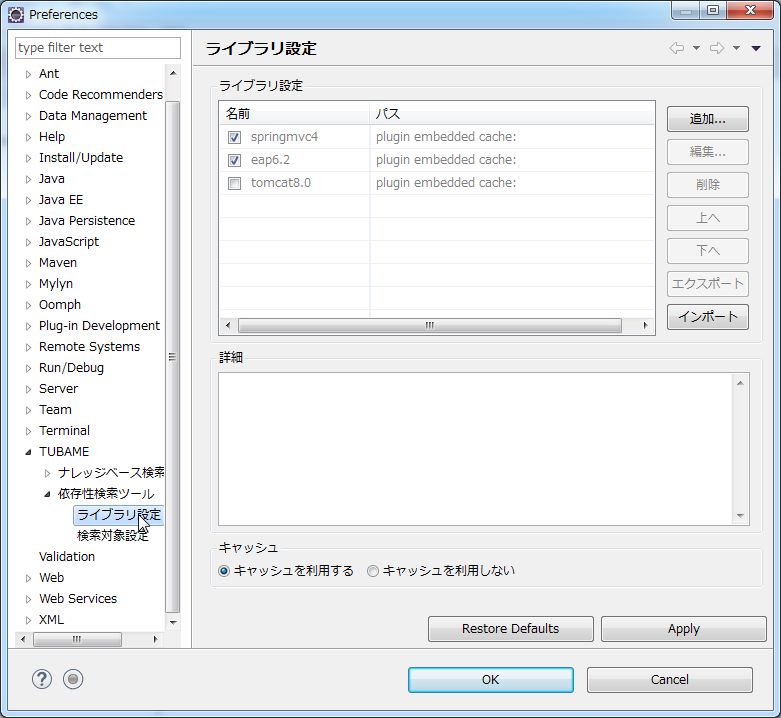 Preferences
type filter text
Ant
Code Recommenders
Data Management
Help
Install/Update
Java
Java EE
Java Persistence
JavaScript
Maven
Mylyn
Oomph
Plug-in Development
Remote Systems
Run/Debug
Server
Team
Terminal
TUBAME
ナレッジベース検索
依存性検索ツール
ライブラリ設定
検索対象設定
Validation
Web
Web Services
XML
ライブラリ設定
ライブラリ設定
名前 パス
springmvc4 plugin embedded cache:
eap6.2 plugin embedded cache:
tomcat8.0 plugin embedded cache:
追加...
編集...
削除
上へ
下へ
エクスポート
インポート
詳細
キャッシュ
キャッシュを利用する キャッシュを利用しない
Restore Defaults Apply
OK Cancel